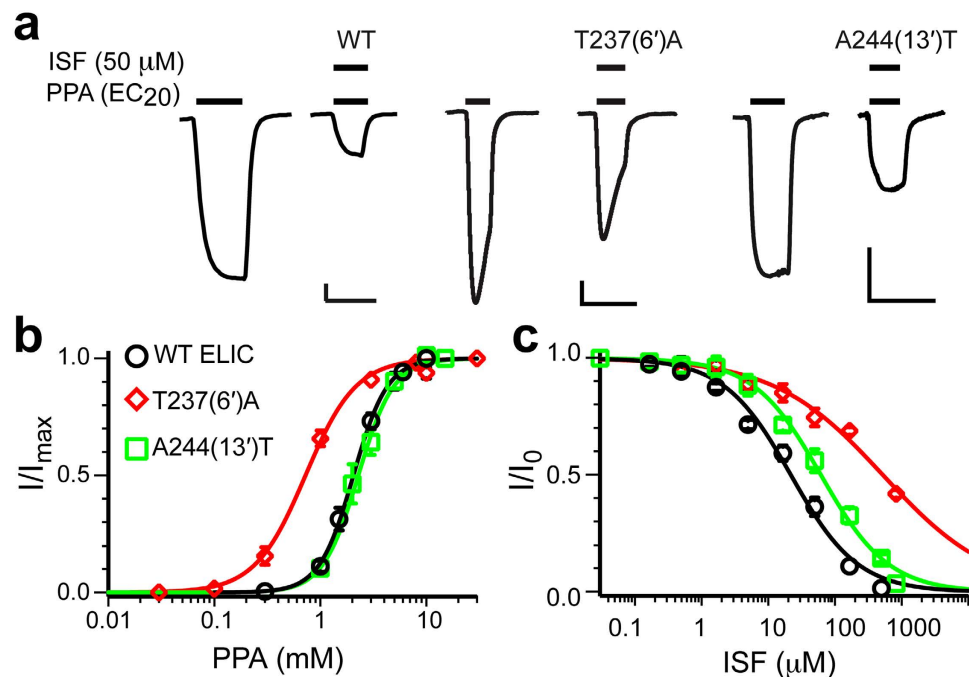 a
WT
T237(6′)A
A244(13′)T
ISF (50 μM)
PPA (EC20)
b
c
WT ELIC
T237(6′)A
A244(13′)T
I/Imax
1.0
0.5
0.0
0.01
0.1
1
10
PPA (mM)
I/I0
1.0
0.5
0.0
0.1
1
10
100
1000
ISF (μM)